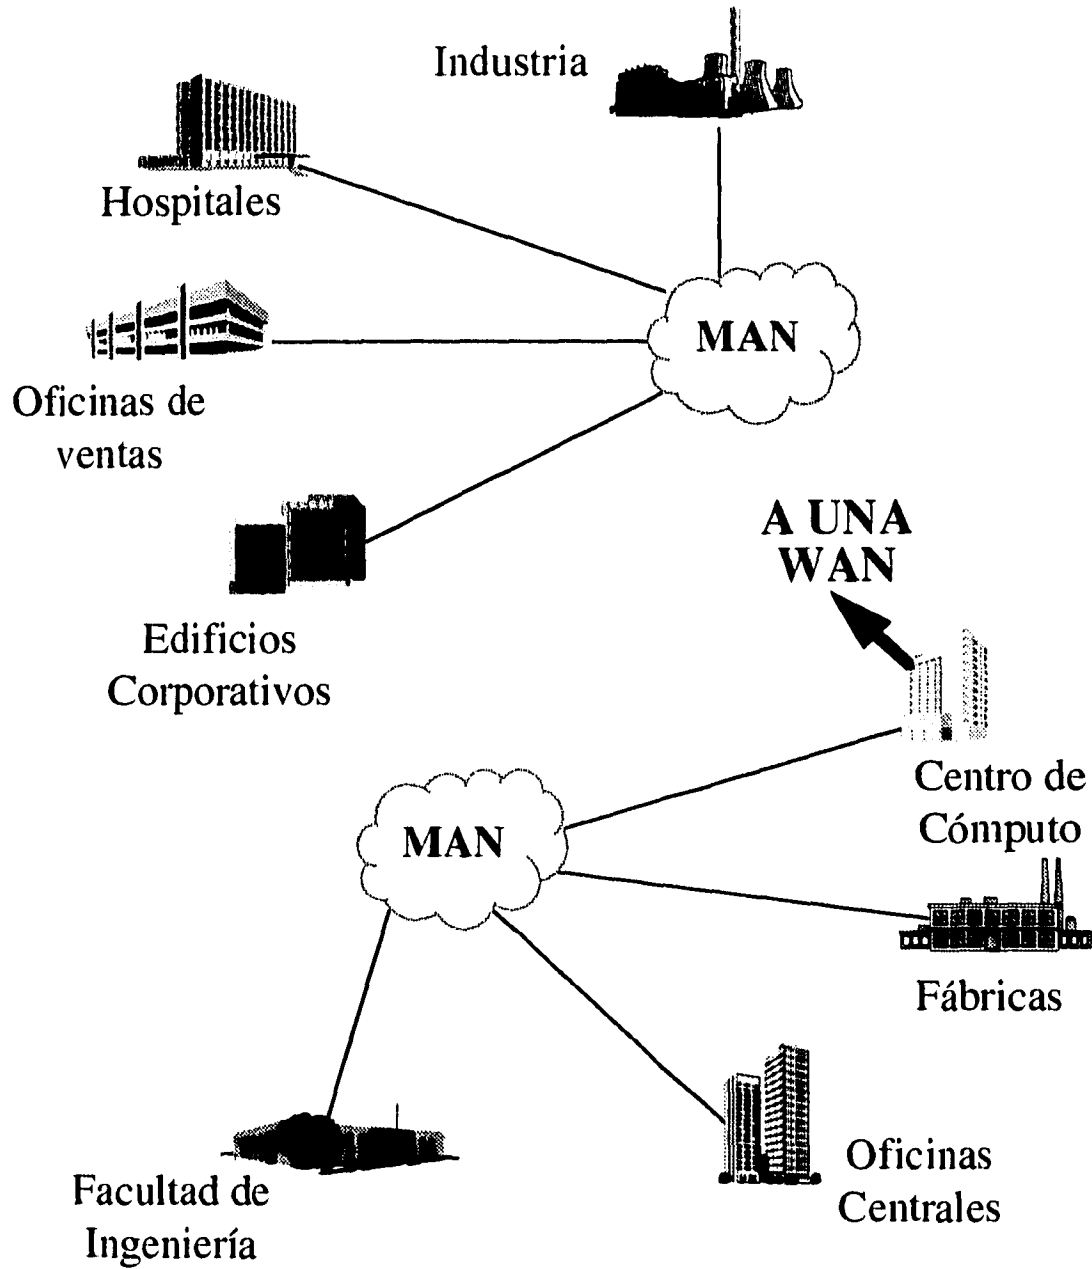 Industria
Hospitales
MAN
Oficinas de
ventas
A UNA
WAN
Edificios
Corporativos
Centro de
Cómputo
MAN
Fábricas
Oficinas
Centrales
Facultad de
Ingeniería